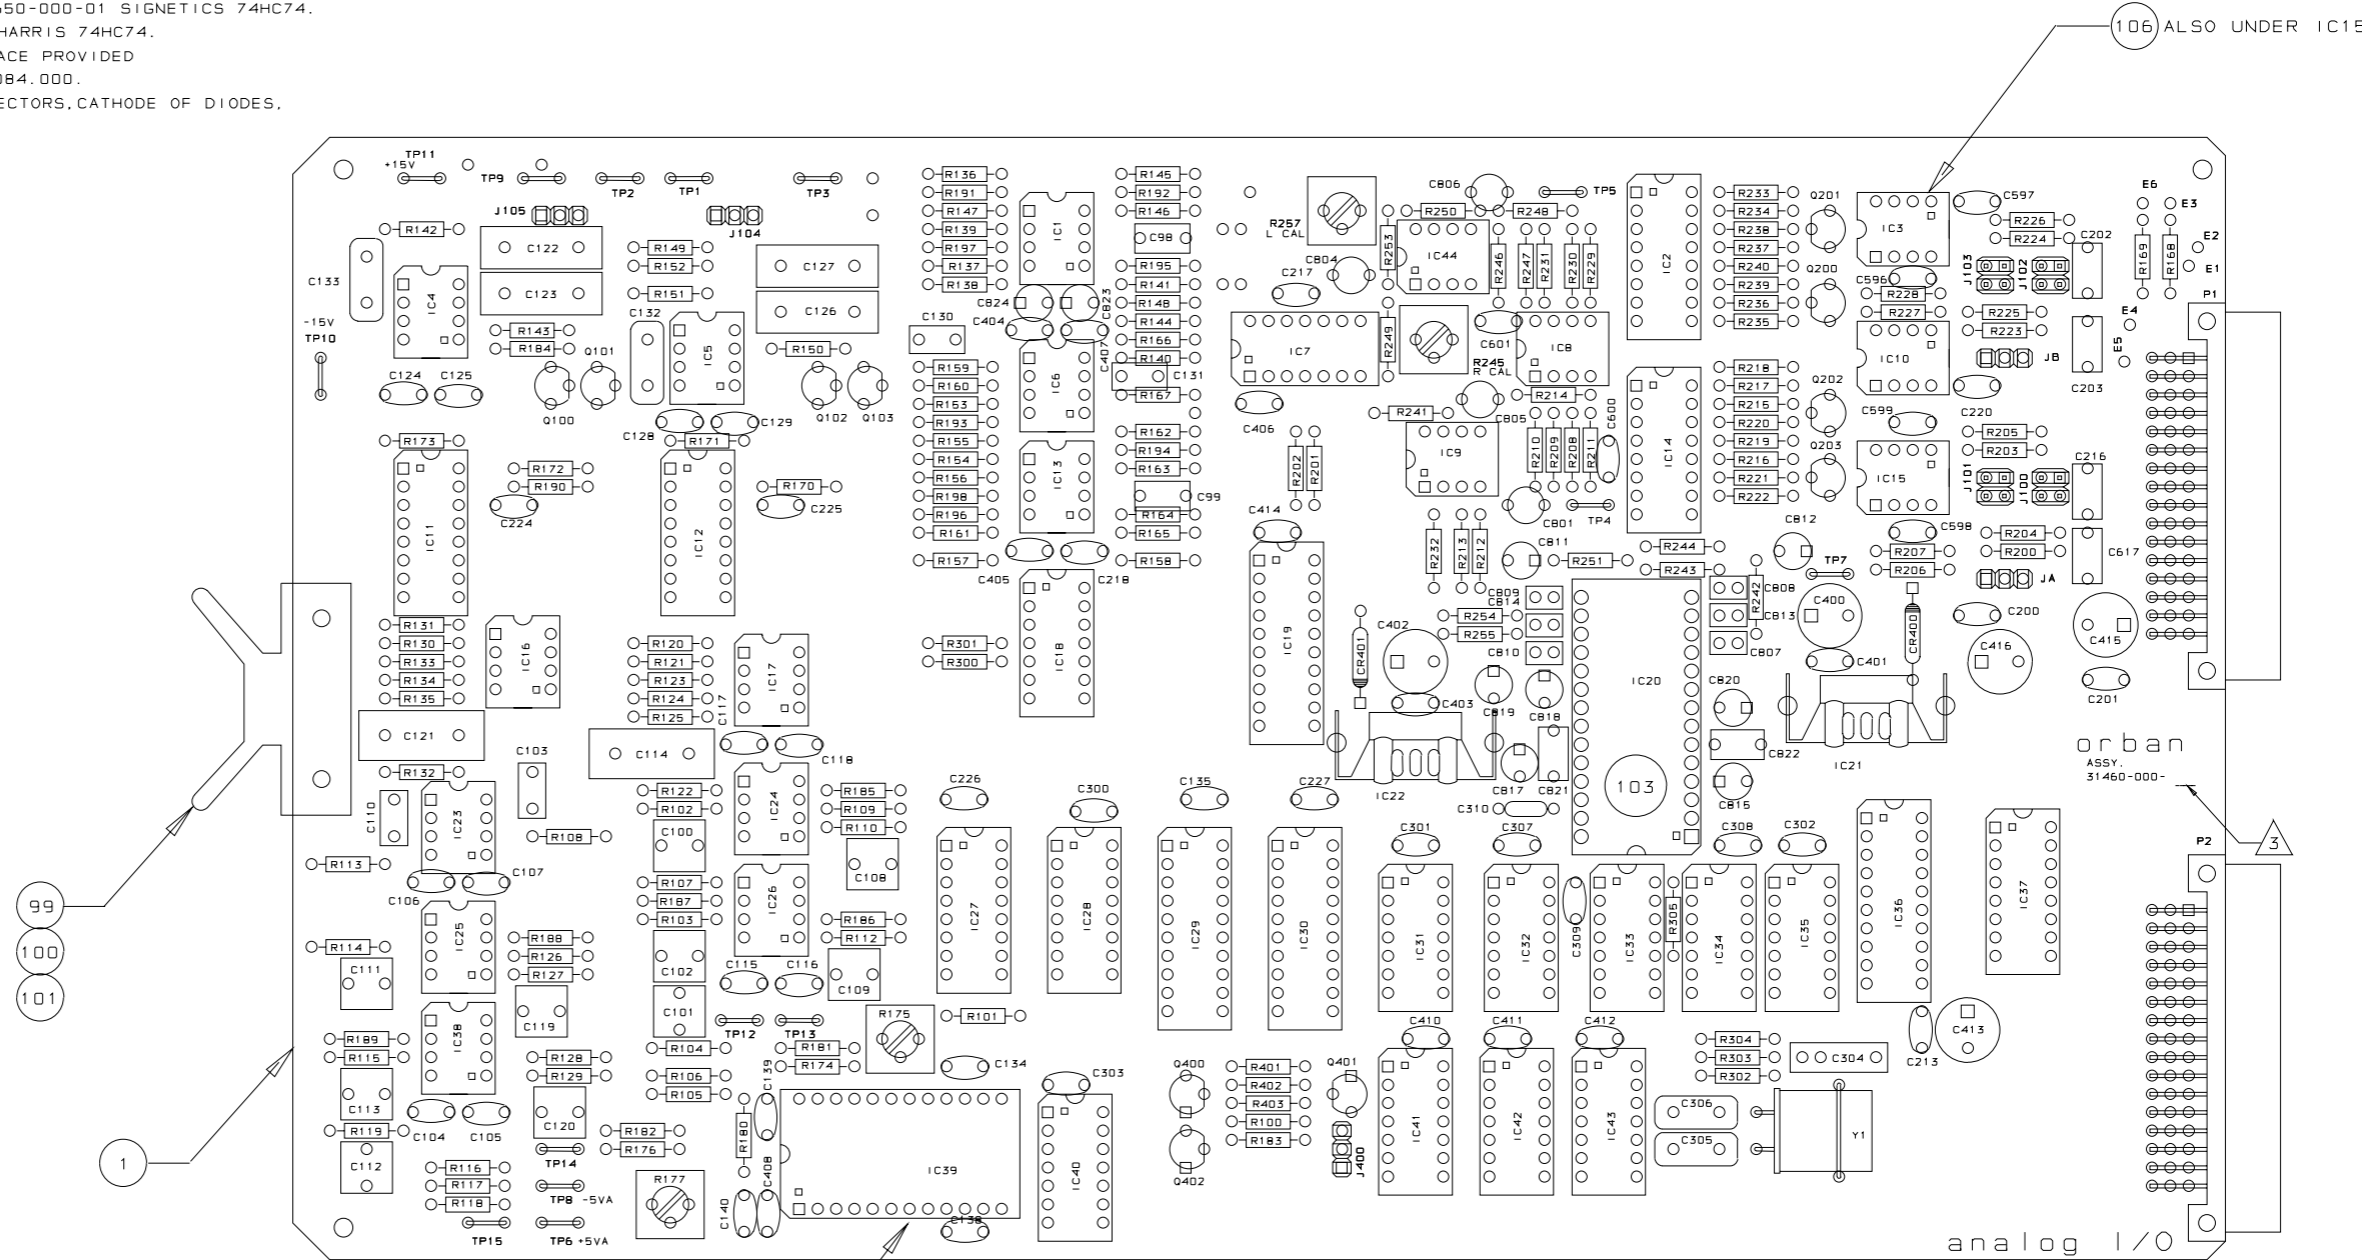 650-000-01 SIGNETICS 74HC74.
HARRIS 74HC74.
ACE PROVIDED
084.000.
ECTORS,CATHODE OF DIODES,
106 ALSO UNDER IC15
TP11
+15V
TP9
TP2
TP1
TP3
J105
J104
R142
C122
C123
C133
IC4
R149
R152
R151
C127
C126
-15V
TP10
R143
R184
Q101
C132
IC5
R150
C124
C125
Q100
C128
C129
Q102
Q103
R173
R171
R172
R190
C224
R170
C225
IC11
IC12
R136
R191
R147
R139
R197
R137
R138
IC1
C824
C823
C404
C407
C130
IC6
R159
R160
R153
R193
R155
R154
R156
R198
R196
R161
R157
IC13
C405
C218
R145
R192
R146
C98
R195
R141
R148
R144
R166
R140
C131
R167
R162
R194
R163
C99
R164
R165
R158
R257
L CAL
C804
C217
R253
R250
C806
R248
TP5
IC44
R246
R247
R231
R230
R229
IC2
IC7
R249
R245
R CAL
C601
IC8
C406
R241
C805
R214
R202
R201
IC9
R210
R209
R208
R211
C600
IC14
C414
C801
TP4
R232
R213
R212
C811
R251
R244
R243
R233
R234
R238
R237
R240
R239
R236
R235
Q201
Q200
R218
R217
R215
R220
R219
R216
R221
R222
Q202
Q203
C812
TP7
IC3
C597
C596
R228
R227
IC10
C599
C220
IC15
C598
R226
R224
C202
J103
J102
R225
R223
JB
C203
R205
R203
C216
J101
J100
R204
R200
C617
R207
R206
JA
E6
E3
E2
E1
R169
R168
P1
E4
E5
R131
R130
R133
R134
R135
IC16
C121
R132
C103
C110
IC23
R108
R113
C106
C107
R120
R121
R123
R124
R125
C117
IC17
C114
C118
R122
R102
C100
IC24
R185
R109
R110
C108
R107
R187
R103
IC26
R186
R112
C102
C115
C116
C109
R301
R300
IC18
IC19
CR401
C402
C403
R254
R255
C809
C814
C810
C819
C818
C817
C821
C310
IC22
IC20
103
C808
R242
C813
C807
C820
C822
C815
C400
C401
CR400
C200
C416
C415
C201
IC21
orban
ASSY.
31460-000-
3
P2
99
100
101
1
R114
C111
IC25
R188
R126
R127
C119
C101
TP12
TP13
R189
R115
IC38
R128
R129
C113
R119
C104
C105
C120
TP14
C112
R116
R117
R118
TP8 -5VA
TP15
TP6 +5VA
R104
R106
R105
R182
R176
R177
R180
C139
C140
C408
R181
R174
R175
R101
C134
IC39
C138
C303
IC40
C226
IC27
C300
IC28
C135
IC29
C227
IC30
C301
IC31
C307
IC32
C309
IC33
R305
C308
IC34
C302
IC35
IC36
IC37
Q400
Q402
R401
R402
R403
R100
R183
Q401
J400
C410
IC41
C411
IC42
C412
IC43
R304
R303
R302
C304
C306
C305
Y1
C213
C413
analog I/O